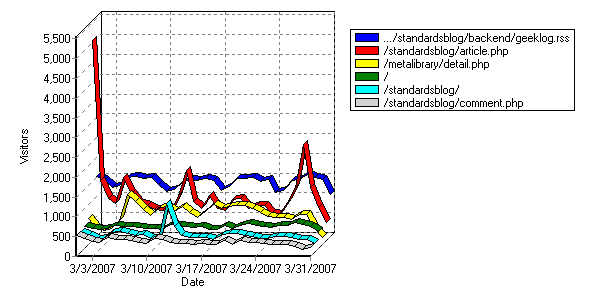 5,500
5,000
4,500
4,000
3,500
3,000
2,500
2,000
1,500
1,000
500
0
Visitors
3/3/2007 3/10/2007 3/17/2007 3/24/2007 3/31/2007
Date
.../standardsblog/backend/geeklog.rss
/standardsblog/article.php
/metalibrary/detail.php
/
/standardsblog/
/standardsblog/comment.php